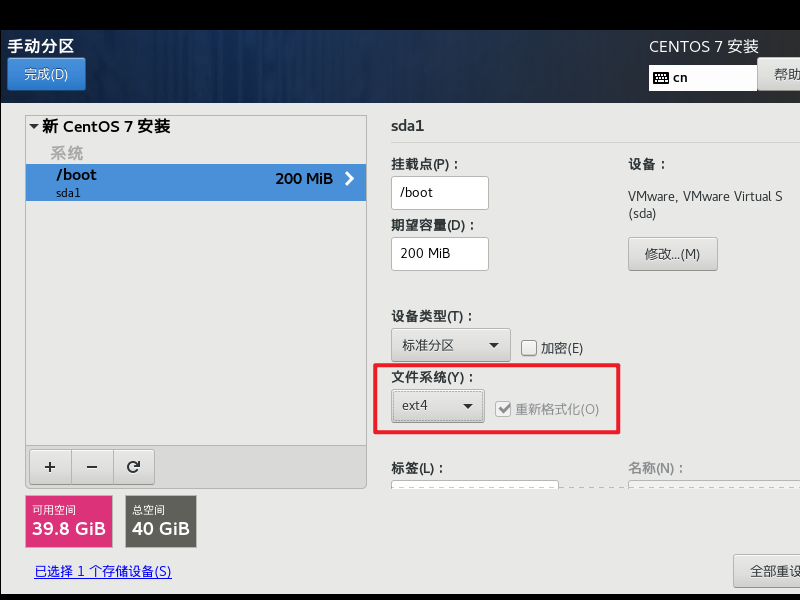 手动分区
CENTOS 7 安装
完成(D)
cn
帮助
新 CentOS 7 安装
系统
/boot
200 MiB
sda1
sda1
挂载点(P)：
设备：
/boot
VMware, VMware Virtual S
(sda)
期望容量(D)：
200 MiB
修改...(M)
设备类型(T)：
标准分区
加密(E)
文件系统(Y)：
ext4
重新格式化(O)
标签(L)：
名称(N)：
+
−
可用空间
39.8 GiB
总空间
40 GiB
已选择 1 个存储设备(S)
全部重设